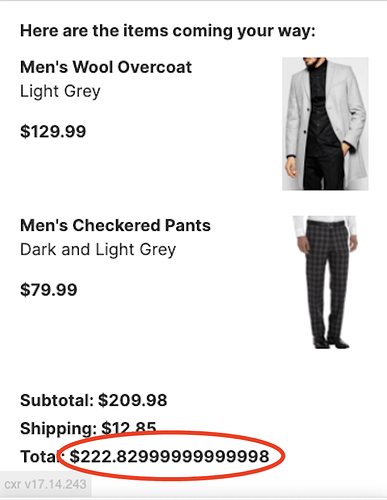 Here are the items coming your way:
Men's Wool Overcoat
Light Grey
$129.99
Men's Checkered Pants
Dark and Light Grey
$79.99
Subtotal: $209.98
Shipping: $12.85
Total: $222.82999999999998
cxr v17.14.243